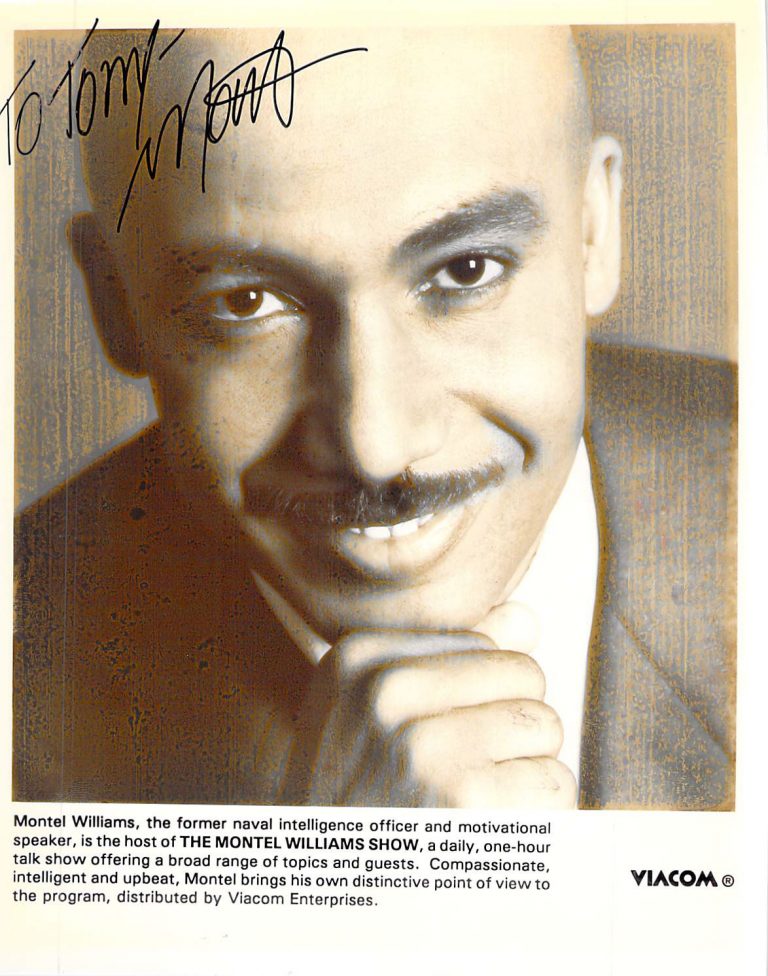 To Tony-
Mont
Montel Williams, the former naval intelligence officer and motivational
speaker, is the host of THE MONTEL WILLIAMS SHOW, a daily, one-hour
talk show offering a broad range of topics and guests. Compassionate,
intelligent and upbeat, Montel brings his own distinctive point of view to
the program, distributed by Viacom Enterprises.
VIACOM ®